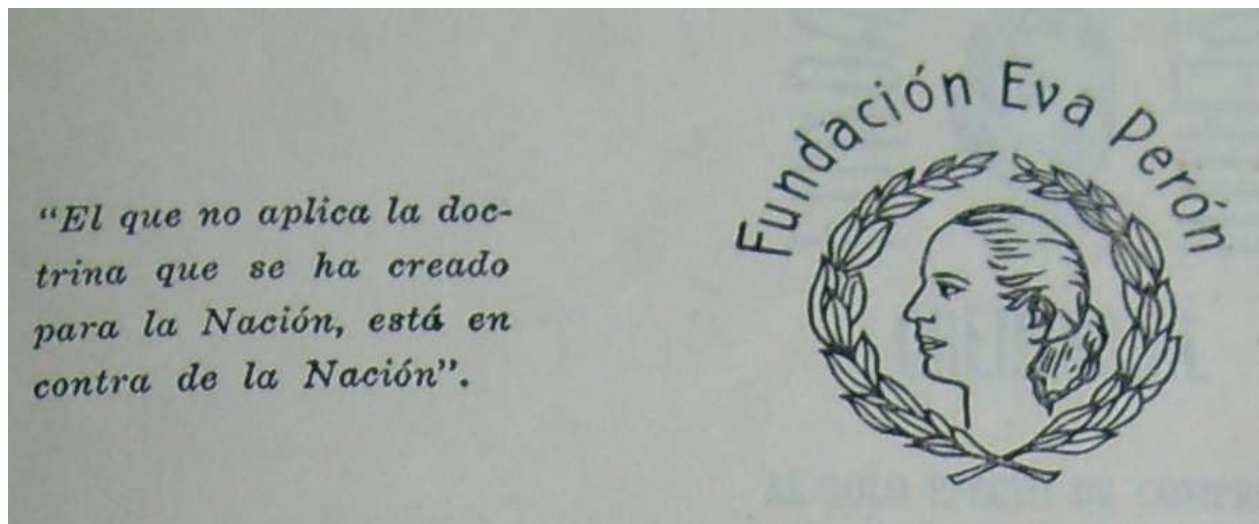 “El que no aplica la doc-
trina que se ha creado
para la Nación, está en
contra de la Nación”.
Fundación Eva Perón